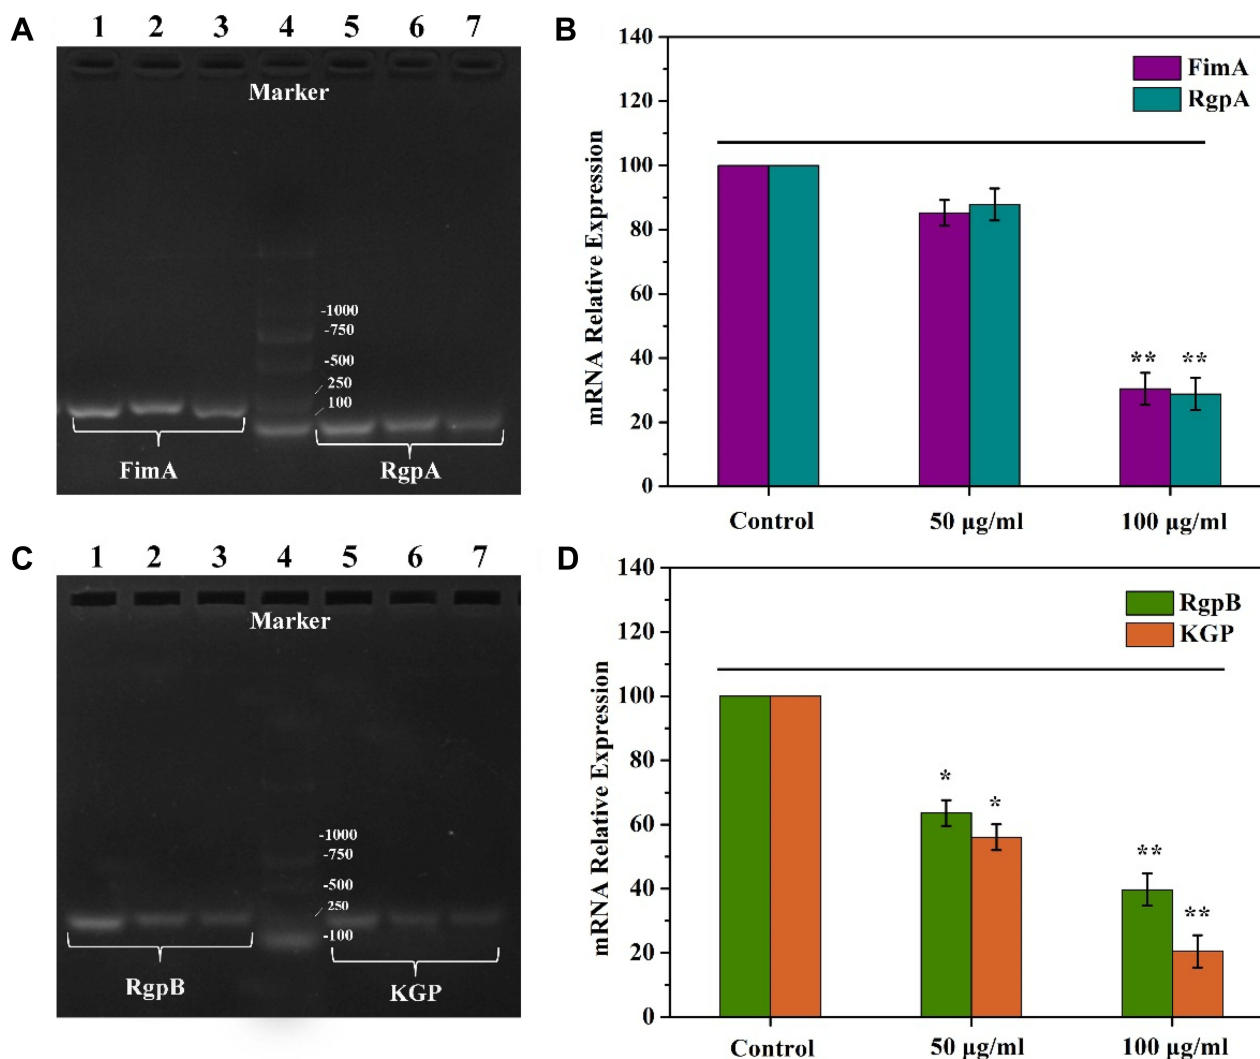 A
1 2 3 4 5 6 7
Marker
-1000
-750
-500
250
100
FimA
RgpA
B
140
120
100
80
60
40
20
0
mRNA Relative Expression
FimA
RgpA
** **
Control 50 µg/ml 100 µg/ml
C
1 2 3 4 5 6 7
Marker
-1000
-750
-500
250
-100
RgpB
KGP
D
140
120
100
80
60
40
20
0
mRNA Relative Expression
RgpB
KGP
* *
** **
Control 50 µg/ml 100 µg/ml